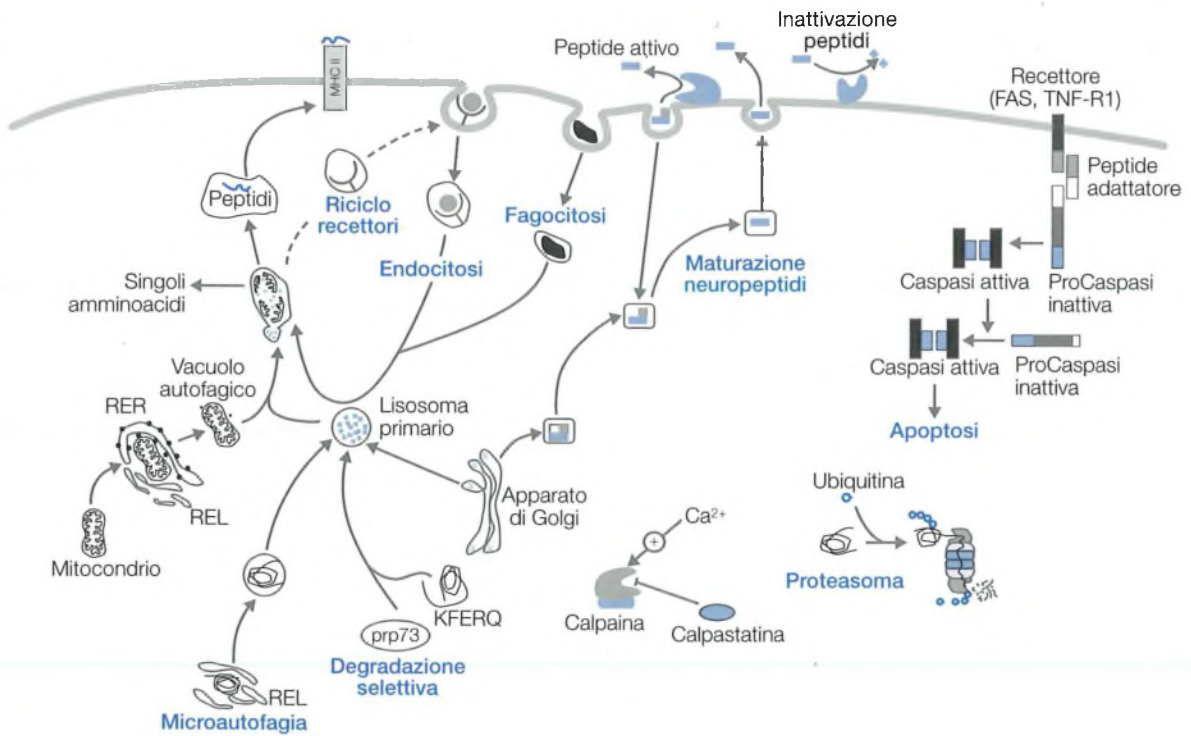 Inattivazione
peptidi
Peptide attivo
MHC II
Recettore
(FAS, TNF-R1)
Peptide
adattatore
Peptidi
Riciclo
recettori
Fagocitosi
Endocitosi
Maturazione
neuropeptidi
Singoli
amminoacidi
Caspasi attiva
ProCaspasi
inattiva
Caspasi attiva
ProCaspasi
inattiva
Apoptosi
Vacuolo
autofagico
RER
Lisosoma
primario
REL
Mitocondrio
Apparato
di Golgi
Ca²⁺
+
Ubiquitina
Proteasoma
Calpaina
Calpastatina
KFERQ
prp73
Degradazione
selettiva
REL
Microautofagia